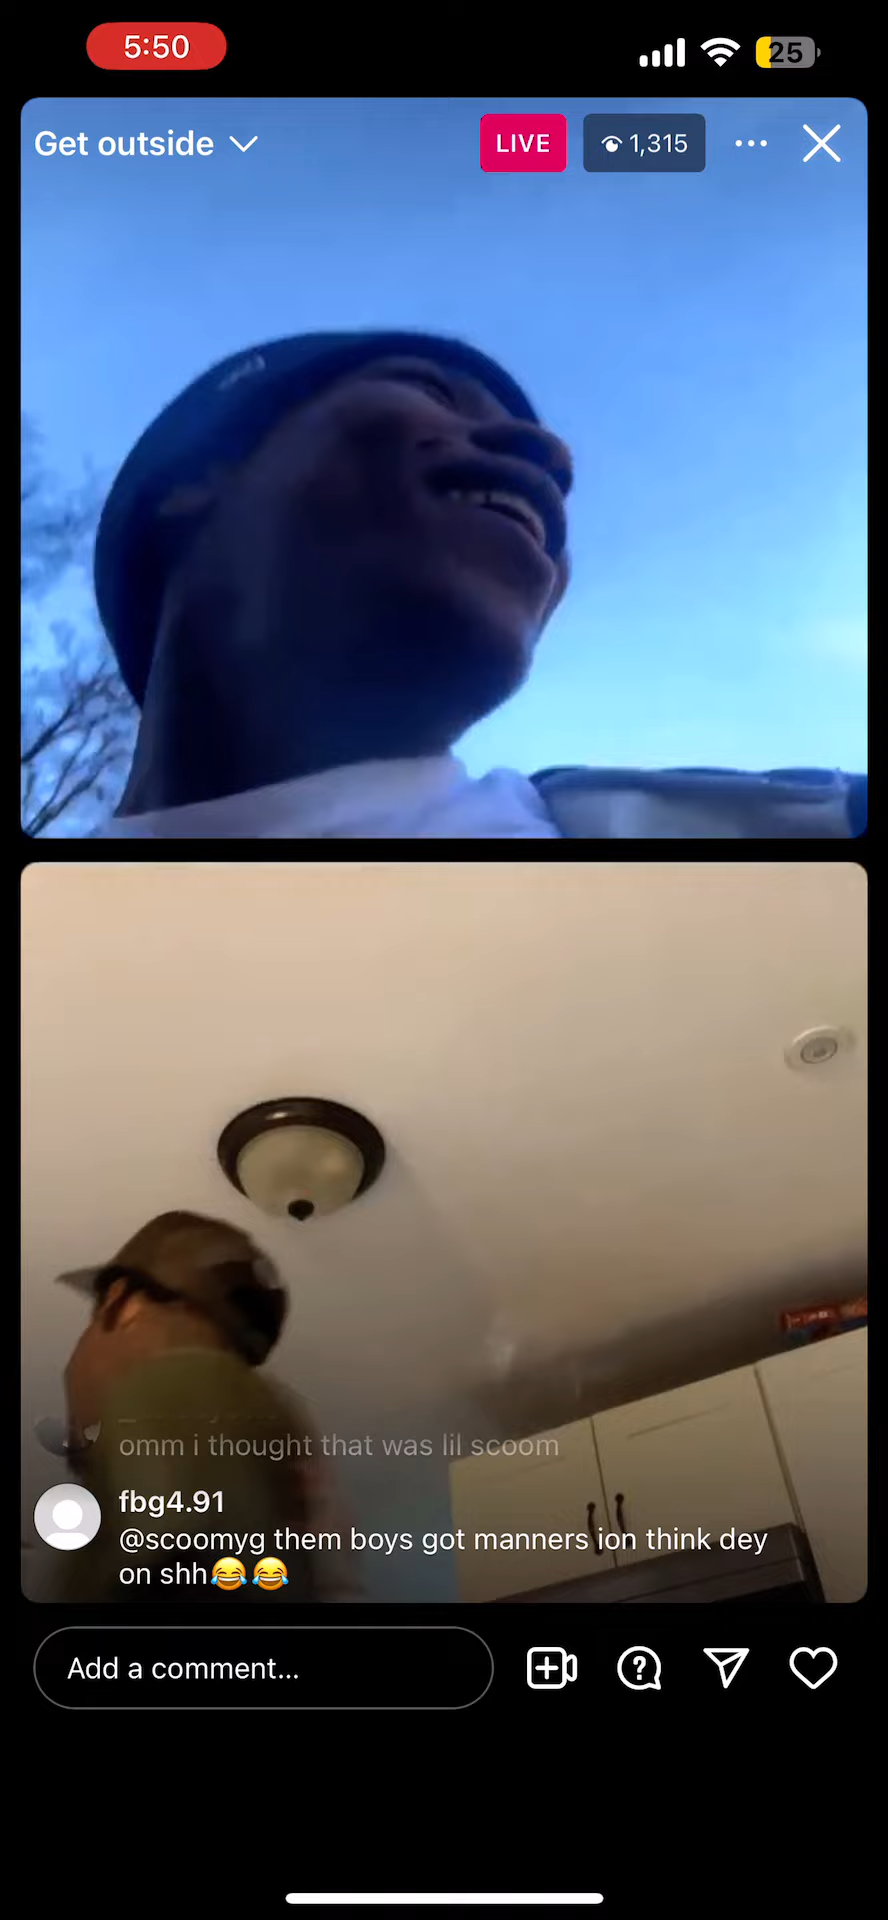 5:50
25
Get outside
LIVE
1,315
omm i thought that was lil scoom
fbg4.91
@scoomyg them boys got manners ion think dey
on shh😂😂
Add a comment...